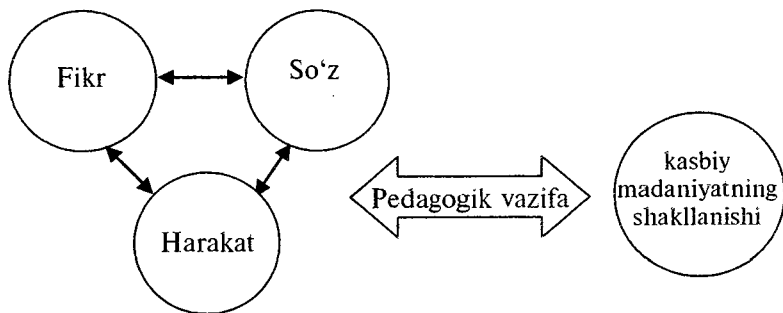 Fikr
So‘z
Harakat
Pedagogik vazifa
kasbiy
madaniyatning
shakllanishi